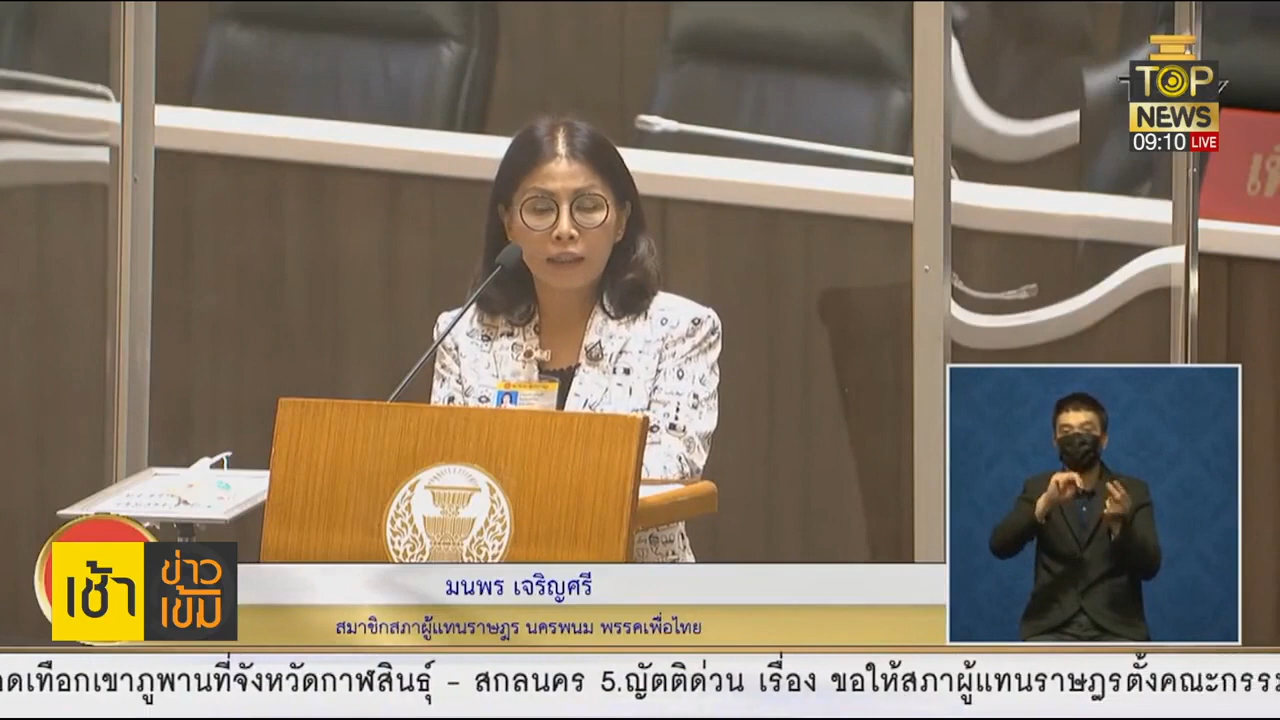 TOP
NEWS
09:10 LIVE
เช้า
ข่าว
เข้ม
มนพร เจริญศรี
สมาชิกสภาผู้แทนราษฎร นครพนม พรรคเพื่อไทย
ดเทือกเขาภูพานที่จังหวัดกาฬสินธุ์ - สกลนคร 5.ญัตติด่วน เรื่อง ขอให้สภาผู้แทนราษฎรตั้งคณะกรรม